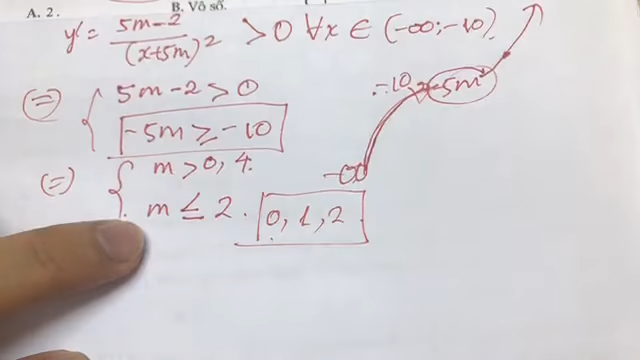 A. 2. B. Vô số.
y' = 5m-2 / (x+5m)² > 0 ∀x ∈ (-∞; -10).
⇔ { 5m - 2 > 0
-5m ≥ -10
⇔ { m > 0,4.
m ≤ 2. 0, 1, 2
-10 -5m
-∞